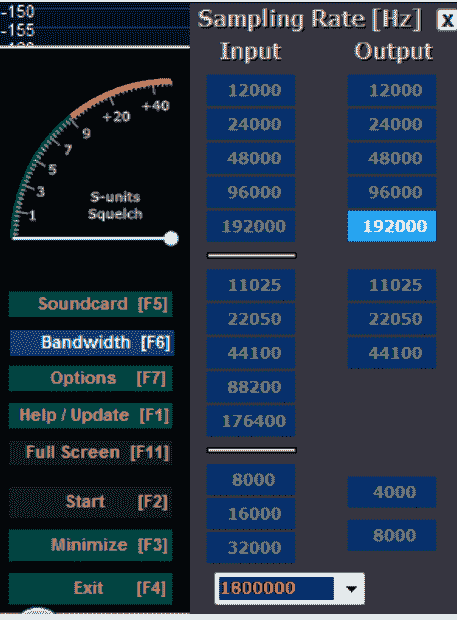 -150
-155
Sampling Rate [Hz] X
Input Output
12000 12000
24000 24000
48000 48000
96000 96000
192000 192000
11025 11025
22050 22050
44100 44100
88200
176400
8000
16000
32000
4000
8000
1800000
1
3
5
7
9
+20
+40
S-units
Squelch
Soundcard [F5]
Bandwidth [F6]
Options [F7]
Help / Update [F1]
Full Screen [F11]
Start [F2]
Minimize [F3]
Exit [F4]